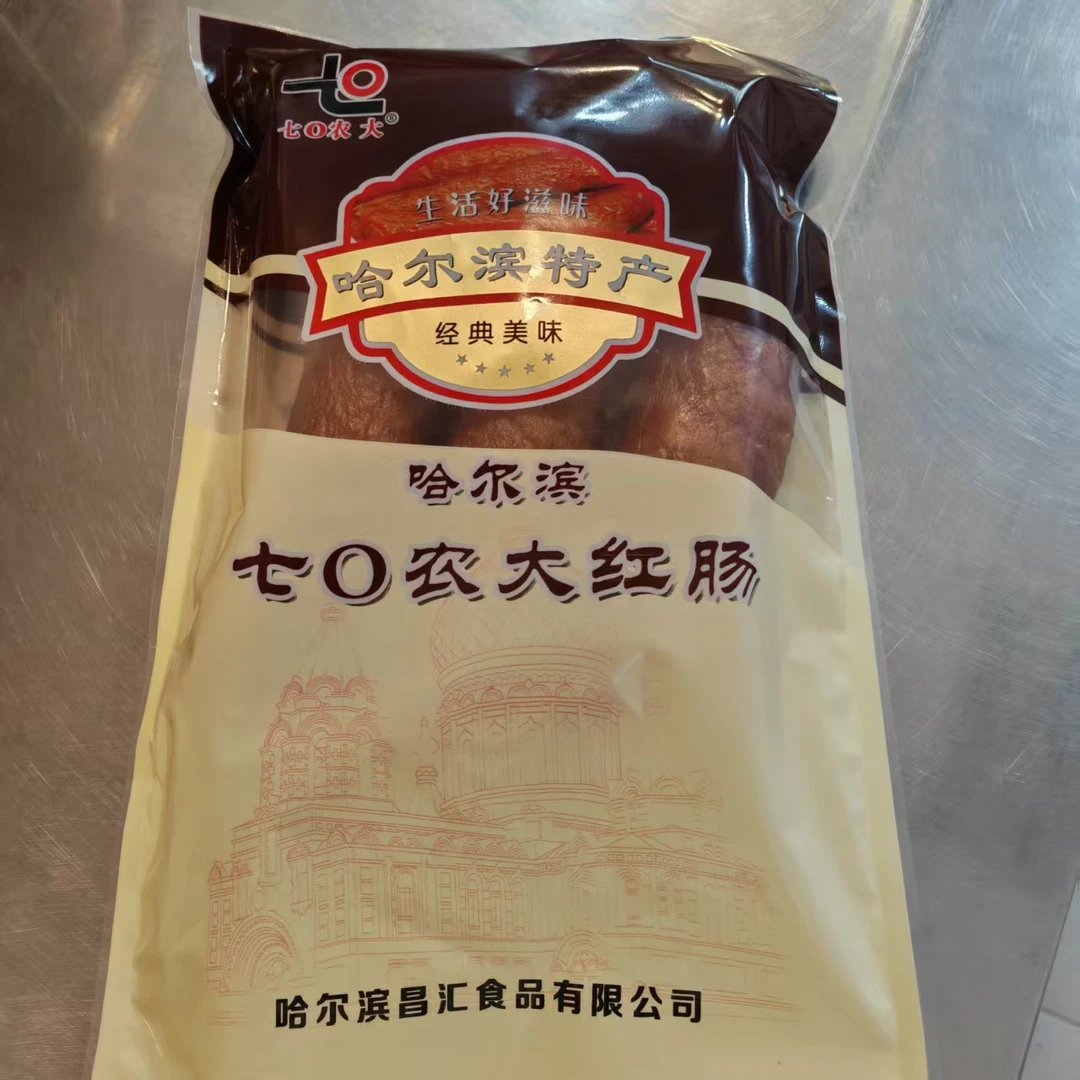 七O农大®
生活好滋味
哈尔滨特产
经典美味
哈尔滨
七O农大红肠
哈尔滨昌汇食品有限公司